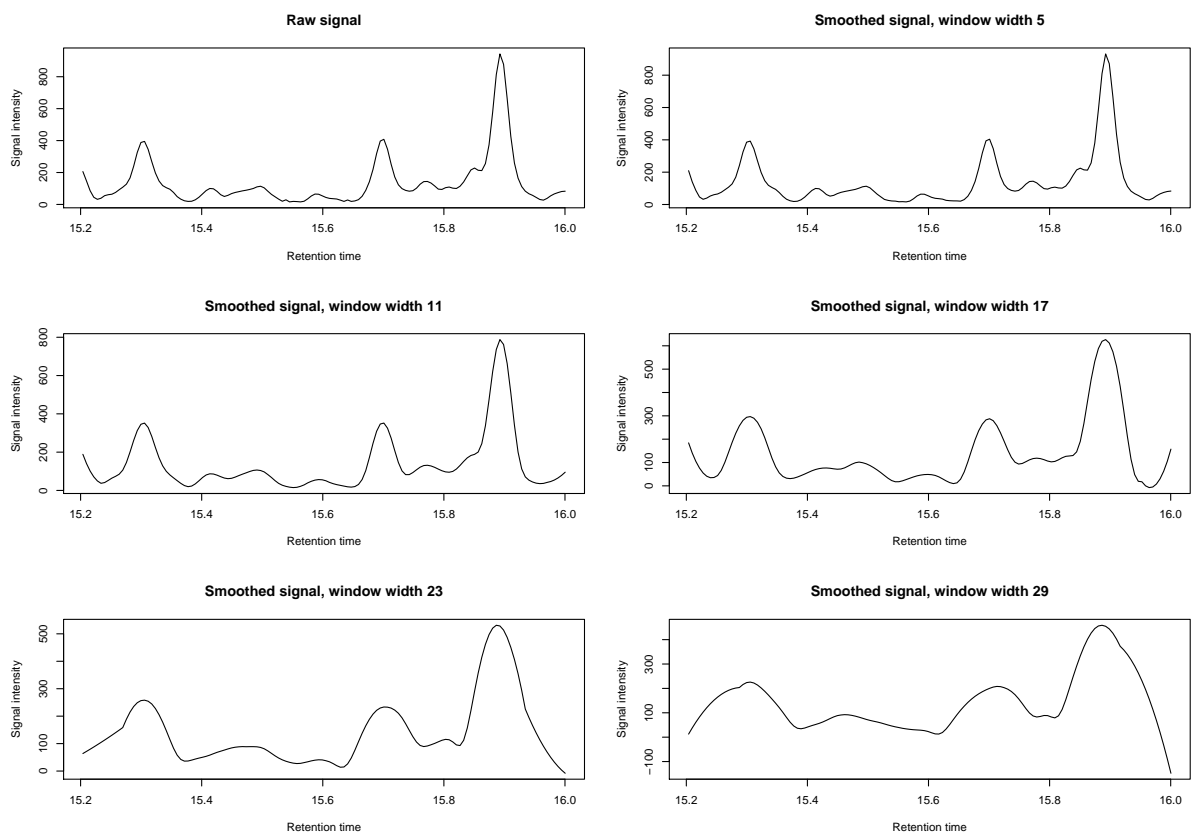 Raw signal
Signal intensity
0 200 400 600 800
15.2 15.4 15.6 15.8 16.0
Retention time
Smoothed signal, window width 5
Signal intensity
0 200 400 600 800
15.2 15.4 15.6 15.8 16.0
Retention time
Smoothed signal, window width 11
Signal intensity
0 200 400 600 800
15.2 15.4 15.6 15.8 16.0
Retention time
Smoothed signal, window width 17
Signal intensity
0 100 300 500
15.2 15.4 15.6 15.8 16.0
Retention time
Smoothed signal, window width 23
Signal intensity
0 100 300 500
15.2 15.4 15.6 15.8 16.0
Retention time
Smoothed signal, window width 29
Signal intensity
−100 100 300
15.2 15.4 15.6 15.8 16.0
Retention time